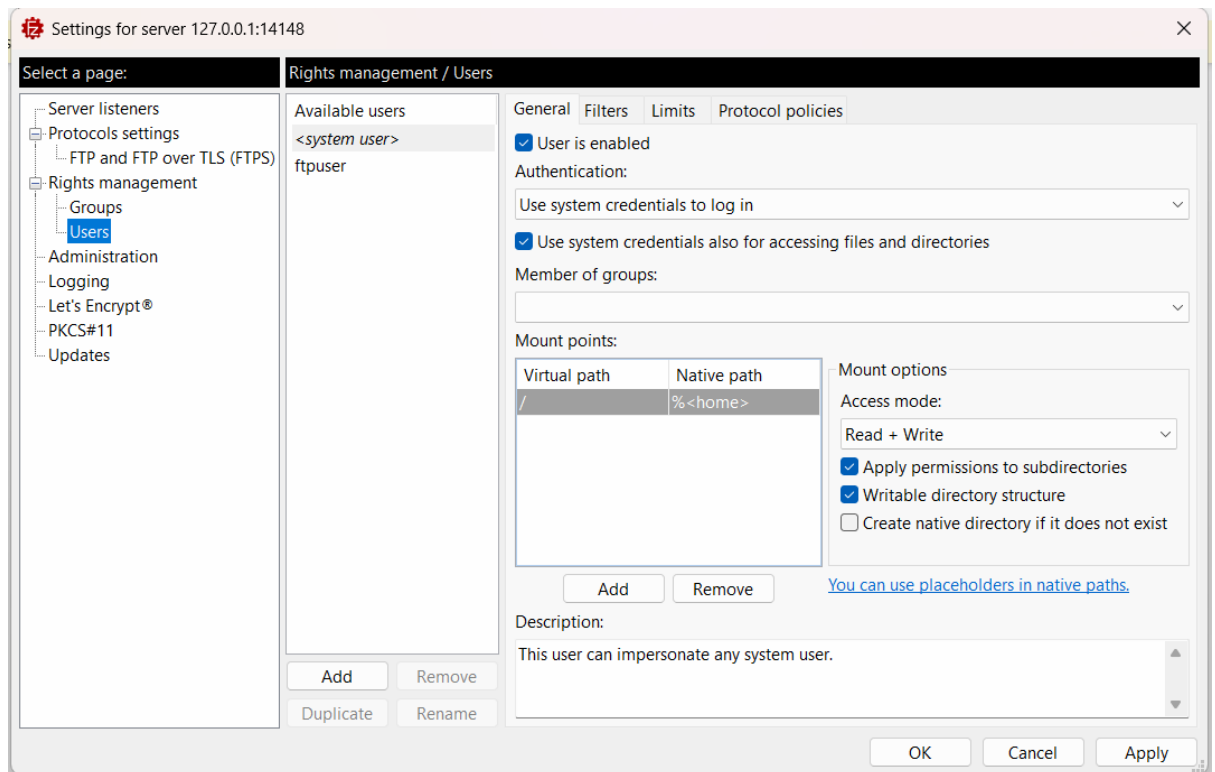 Settings for server 127.0.0.1:14148
Select a page:
Server listeners
Protocols settings
FTP and FTP over TLS (FTPS)
Rights management
Groups
Users
Administration
Logging
Let's Encrypt®
PKCS#11
Updates
Rights management / Users
Available users
<system user>
ftpuser
Add Remove
Duplicate Rename
General Filters Limits Protocol policies
User is enabled
Authentication:
Use system credentials to log in
Use system credentials also for accessing files and directories
Member of groups:
Mount points:
Virtual path Native path
/ %<home>
Add Remove
Mount options
Access mode:
Read + Write
Apply permissions to subdirectories
Writable directory structure
Create native directory if it does not exist
You can use placeholders in native paths.
Description:
This user can impersonate any system user.
OK Cancel Apply